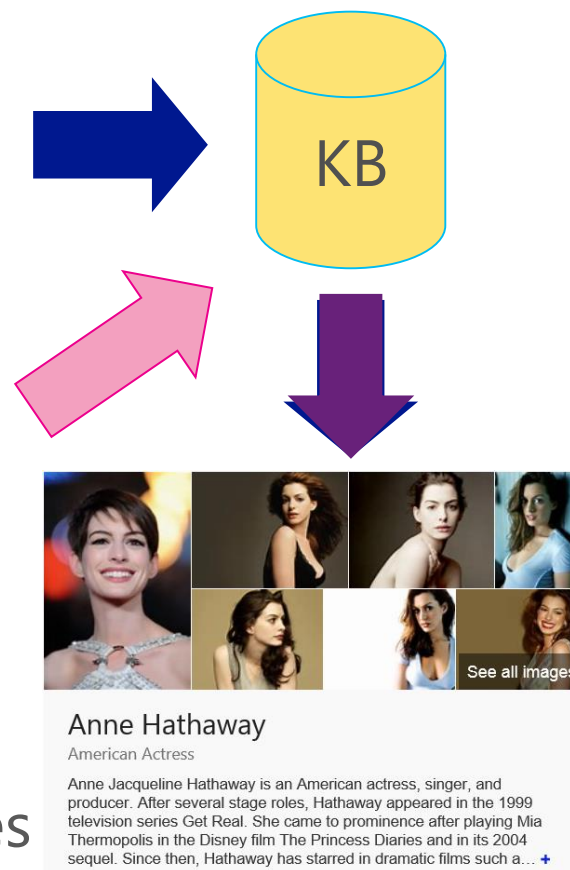 KB
See all images
Anne Hathaway
American Actress
Anne Jacqueline Hathaway is an American actress, singer, and
producer. After several stage roles, Hathaway appeared in the 1999
television series Get Real. She came to prominence after playing Mia
Thermopolis in the Disney film The Princess Diaries and in its 2004
es
sequel. Since then, Hathaway has starred in dramatic films such a... +